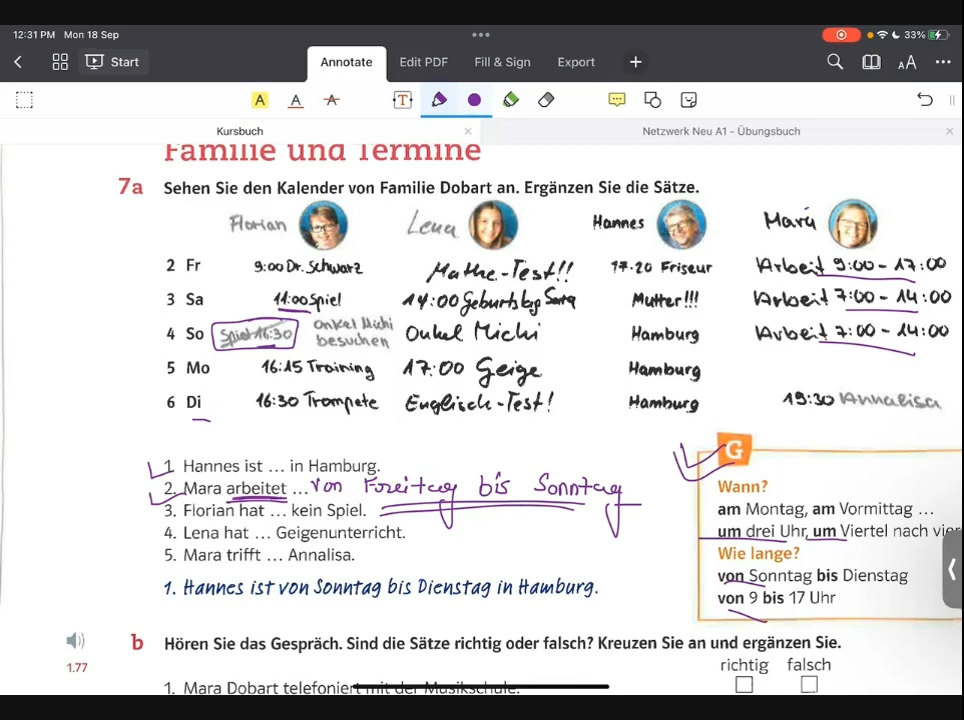 12:31 PM Mon 18 Sep
33%
Start
Annotate
Edit PDF
Fill & Sign
Export
AA
A A A T
Kursbuch
Netzwerk Neu A1 - Übungsbuch
Familie und Termine
7a Sehen Sie den Kalender von Familie Dobart an. Ergänzen Sie die Sätze.
Florian Lena Hannes Mara
2 Fr 9:00 Dr. Schwarz Mathe-Test!! 17.20 Friseur Arbeit 9:00 - 17:00
3 Sa 11:00 Spiel 14:00 Geburtstag Sara Mutter!!! Arbeit 7:00 - 14:00
4 So Spiel 16:30 Onkel Michi besuchen Onkel Michi Hamburg Arbeit 7:00 - 14:00
5 Mo 16:15 Training 17:00 Geige Hamburg
6 Di 16:30 Trompete Englisch-Test! Hamburg 19:30 Annalisa
1. Hannes ist … in Hamburg.
2. Mara arbeitet … von Freitag bis Sonntag
3. Florian hat … kein Spiel.
4. Lena hat … Geigenunterricht.
5. Mara trifft … Annalisa.
1. Hannes ist von Sonntag bis Dienstag in Hamburg.
G
Wann?
am Montag, am Vormittag …
um drei Uhr, um Viertel nach vier
Wie lange?
von Sonntag bis Dienstag
von 9 bis 17 Uhr
1.77
b Hören Sie das Gespräch. Sind die Sätze richtig oder falsch? Kreuzen Sie an und ergänzen Sie.
richtig falsch
1. Mara Dobart telefoniert mit der Musikschule.